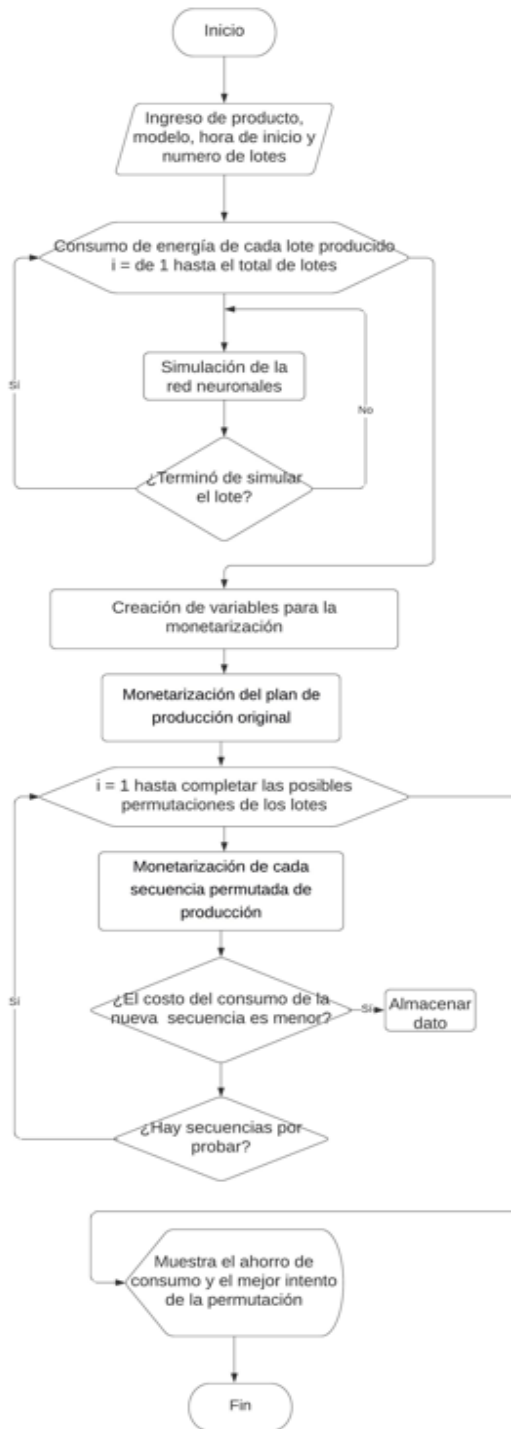 Inicio
Ingreso de producto,
modelo, hora de inicio y
numero de lotes
Consumo de energía de cada lote producido
i = de 1 hasta el total de lotes
Simulación de la
red neuronales
Sí
No
¿Terminó de simular
el lote?
Creación de variables para la
monetarización
Monetarización del plan de
producción original
i = 1 hasta completar las posibles
permutaciones de los lotes
Monetarización de cada
secuencia permutada de
producción
¿El costo del consumo de la
nueva secuencia es menor?
Sí
Almacenar
dato
Sí
¿Hay secuencias por
probar?
Muestra el ahorro de
consumo y el mejor intento
de la permutación
Fin